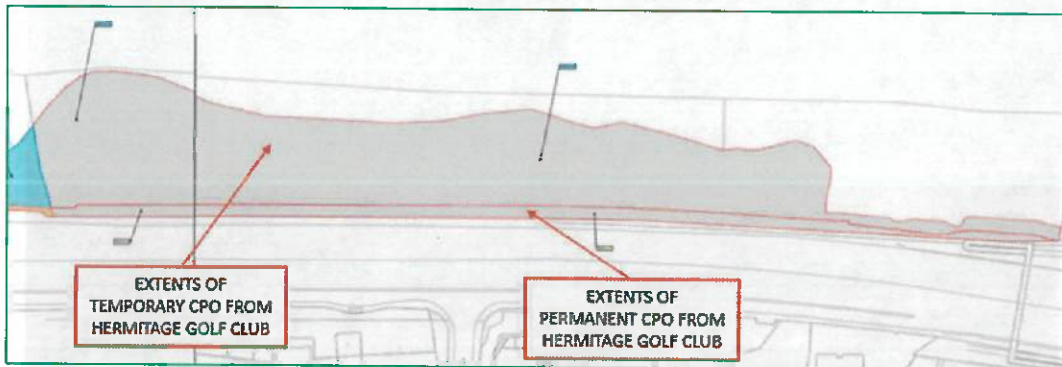 EXTENTS OF
TEMPORARY CPO FROM
HERMITAGE GOLF CLUB
EXTENTS OF
PERMANENT CPO FROM
HERMITAGE GOLF CLUB